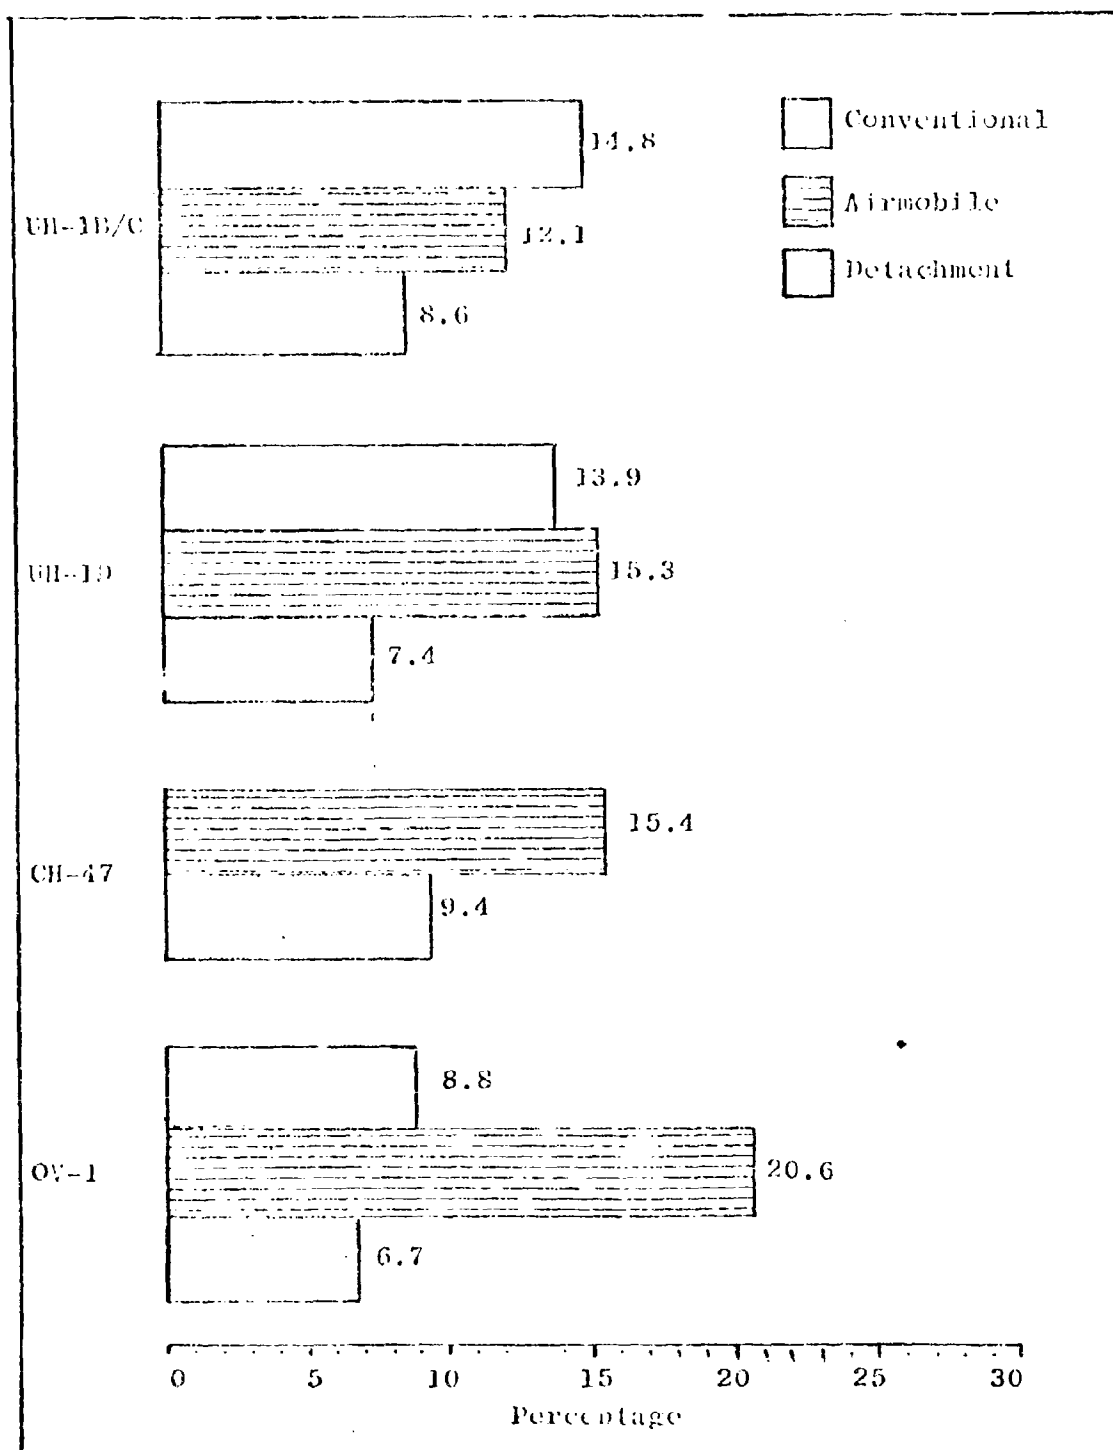 Conventional
14.8
Airmobile
UH-1B/C
12.1
Detachment
8.6
13.9
UH-1D
15.3
7.4
15.4
CH-47
9.4
8.8
OV-1
20.6
6.7
0 5 10 15 20 25 30
Percentage